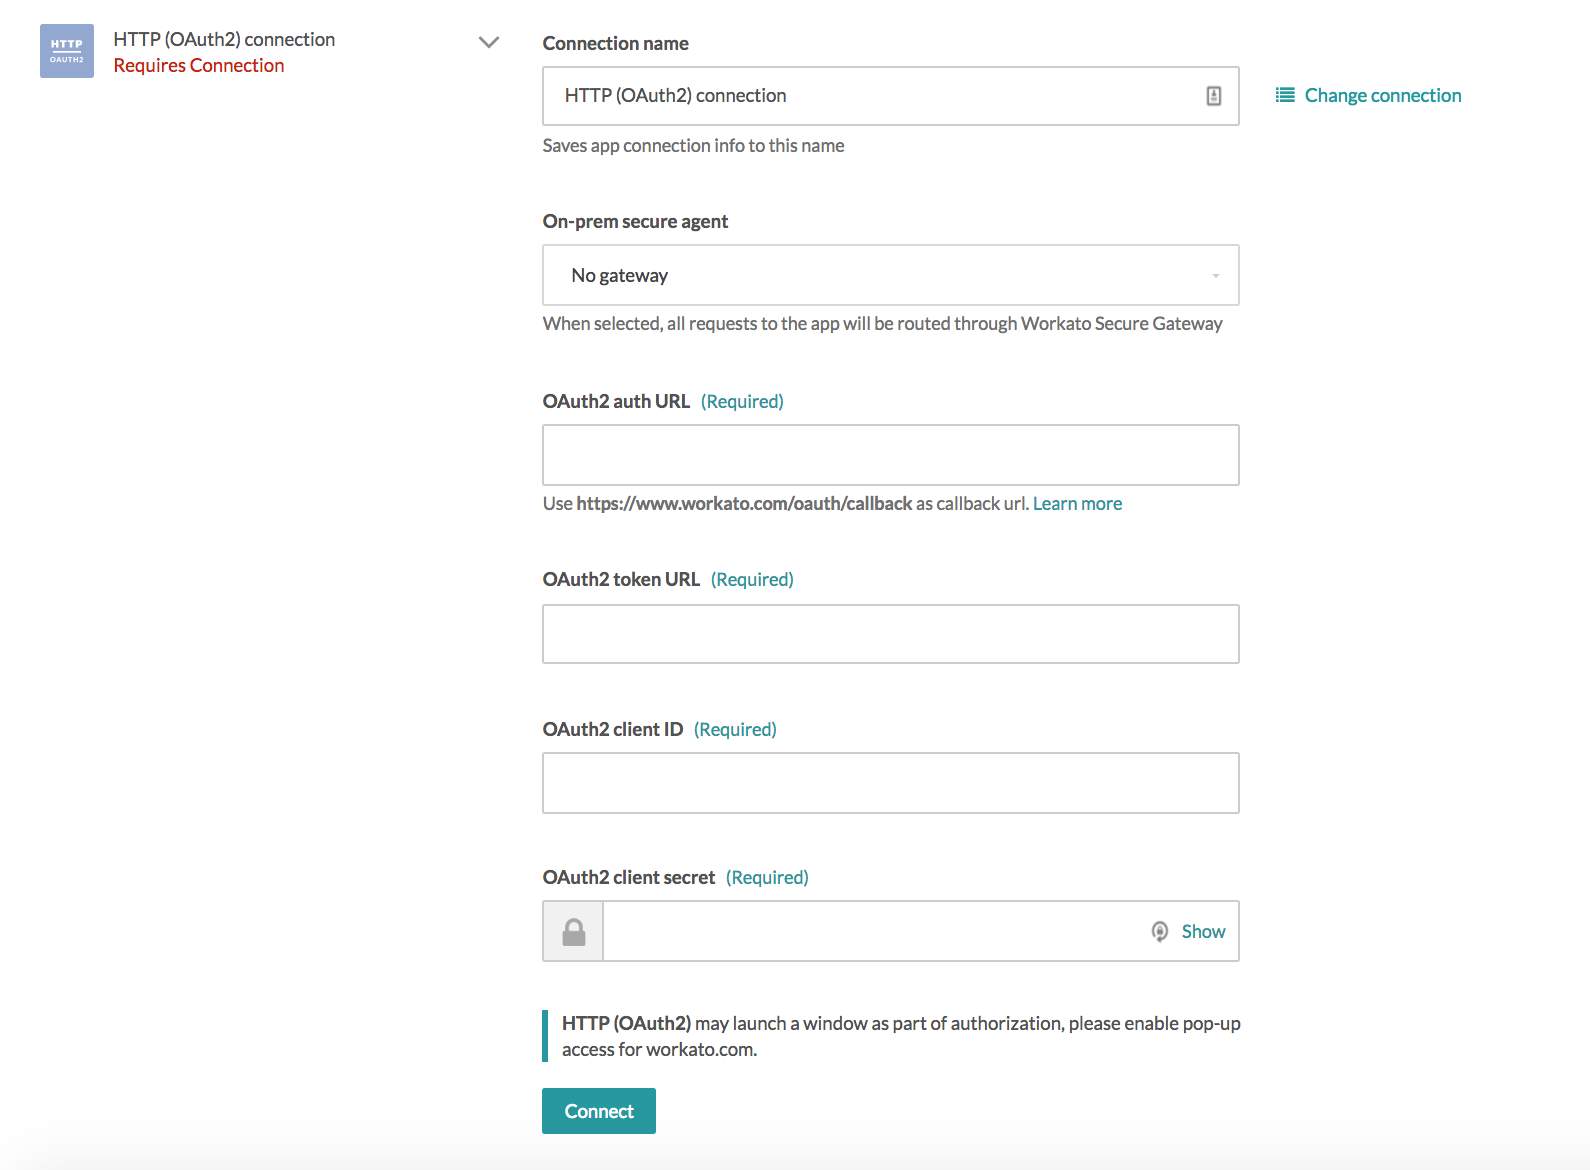 HTTP
OAUTH2
HTTP (OAuth2) connection
Requires Connection
Connection name
HTTP (OAuth2) connection
Change connection
Saves app connection info to this name
On-prem secure agent
No gateway
When selected, all requests to the app will be routed through Workato Secure Gateway
OAuth2 auth URL (Required)
Use https://www.workato.com/oauth/callback as callback url. Learn more
OAuth2 token URL (Required)
OAuth2 client ID (Required)
OAuth2 client secret (Required)
Show
HTTP (OAuth2) may launch a window as part of authorization, please enable pop-up
access for workato.com.
Connect